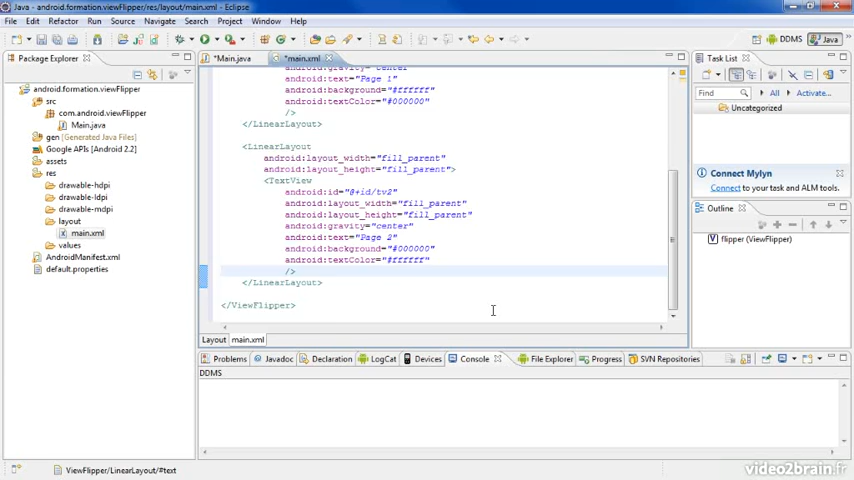 Java - android.formation.viewFlipper/res/layout/main.xml - Eclipse
File Edit Refactor Run Source Navigate Search Project Window Help
DDMS Java
Package Explorer
android.formation.viewFlipper
src
com.android.viewFlipper
Main.java
gen [Generated Java Files]
Google APIs [Android 2.2]
assets
res
drawable-hdpi
drawable-ldpi
drawable-mdpi
layout
main.xml
values
AndroidManifest.xml
default.properties
*Main.java *main.xml
android:gravity="center"
android:text="Page 1"
android:background="#ffffff"
android:textColor="#000000"
/>
</LinearLayout>
<LinearLayout
android:layout_width="fill_parent"
android:layout_height="fill_parent">
<TextView
android:id="@+id/tv2"
android:layout_width="fill_parent"
android:layout_height="fill_parent"
android:gravity="center"
android:text="Page 2"
android:background="#000000"
android:textColor="#ffffff"
/>
</LinearLayout>
</ViewFlipper>
Layout main.xml
Task List
Find All Activate...
Uncategorized
Connect Mylyn
Connect to your task and ALM tools.
Outline
flipper (ViewFlipper)
Problems Javadoc Declaration LogCat Devices Console File Explorer Progress SVN Repositories
DDMS
ViewFlipper/LinearLayout/#text
video2brain.fr